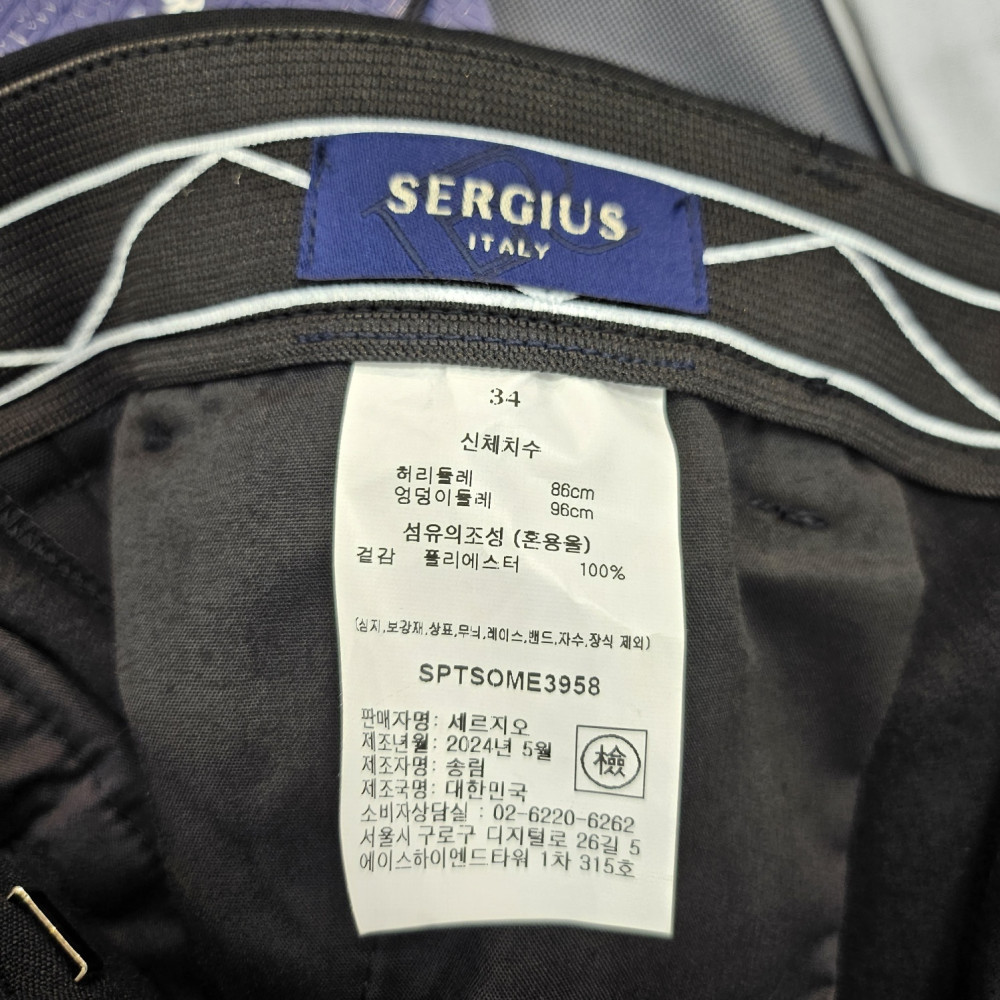 R
SERGIUS
ITALY
34
신체치수
허리둘레 86cm
엉덩이둘레 96cm
섬유의조성 (혼용율)
겉감 폴리에스터 100%
(심지,보강재,상표,무늬,레이스,밴드,자수,장식 제외)
SPTSOME3958
판매자명: 세르지오
제조년월: 2024년 5월
제조자명: 송림
제조국명: 대한민국
檢
소비자상담실 : 02-6220-6262
서울시 구로구 디지털로 26길 5
에이스하이엔드타워 1차 315호